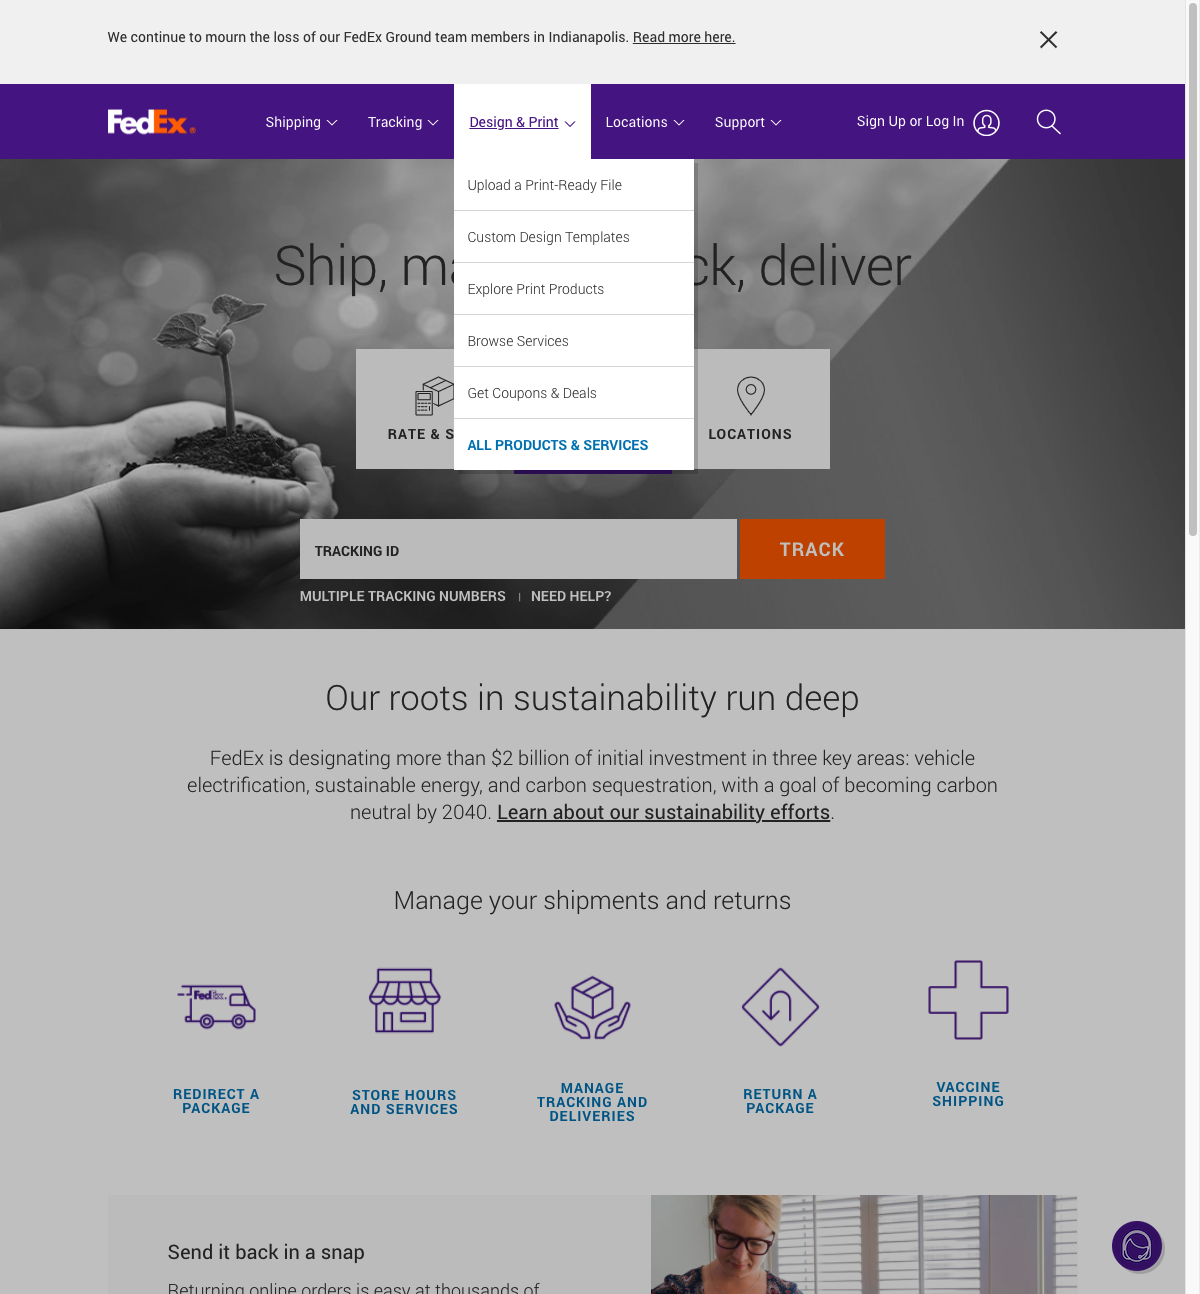 We continue to mourn the loss of our FedEx Ground team members in Indianapolis. Read more here.
FedEx®
Shipping
Tracking
Design & Print
Locations
Support
Sign Up or Log In
Upload a Print-Ready File
Custom Design Templates
Explore Print Products
Browse Services
Get Coupons & Deals
ALL PRODUCTS & SERVICES
Ship, ma ck, deliver
RATE & S
LOCATIONS
TRACKING ID
TRACK
MULTIPLE TRACKING NUMBERS | NEED HELP?
Our roots in sustainability run deep
FedEx is designating more than $2 billion of initial investment in three key areas: vehicle
electrification, sustainable energy, and carbon sequestration, with a goal of becoming carbon
neutral by 2040. Learn about our sustainability efforts.
Manage your shipments and returns
FedEx
REDIRECT A
PACKAGE
STORE HOURS
AND SERVICES
MANAGE
TRACKING AND
DELIVERIES
RETURN A
PACKAGE
VACCINE
SHIPPING
Send it back in a snap
Returning online orders is easy at thousands of